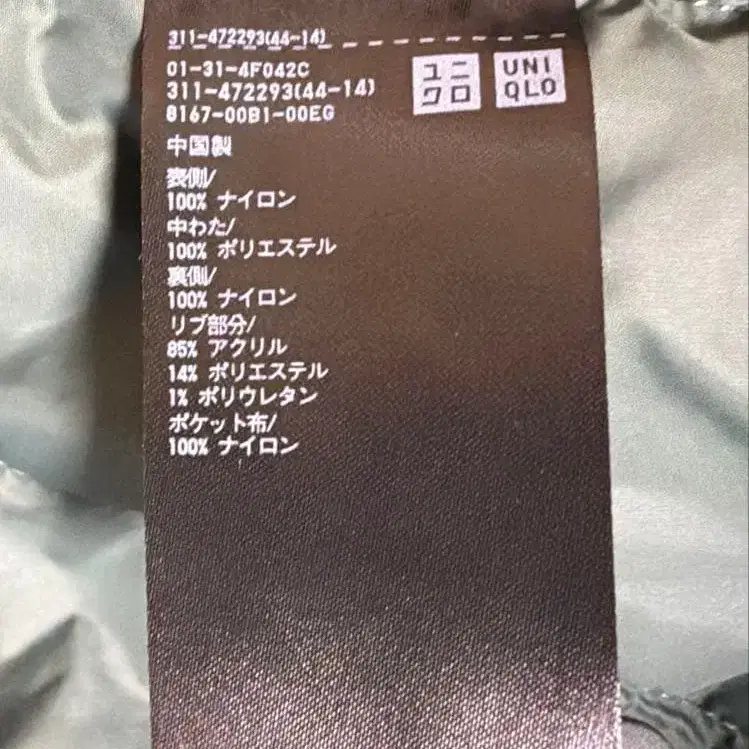 311-472293(44-14)
01-31-4F042C
311-472293(44-14)
8167-00B1-00EG
ユニ
クロ
UNI
QLO
中国製
表側/
100% ナイロン
中わた/
100% ポリエステル
裏側/
100% ナイロン
リブ部分/
85% アクリル
14% ポリエステル
1% ポリウレタン
ポケット布/
100% ナイロン